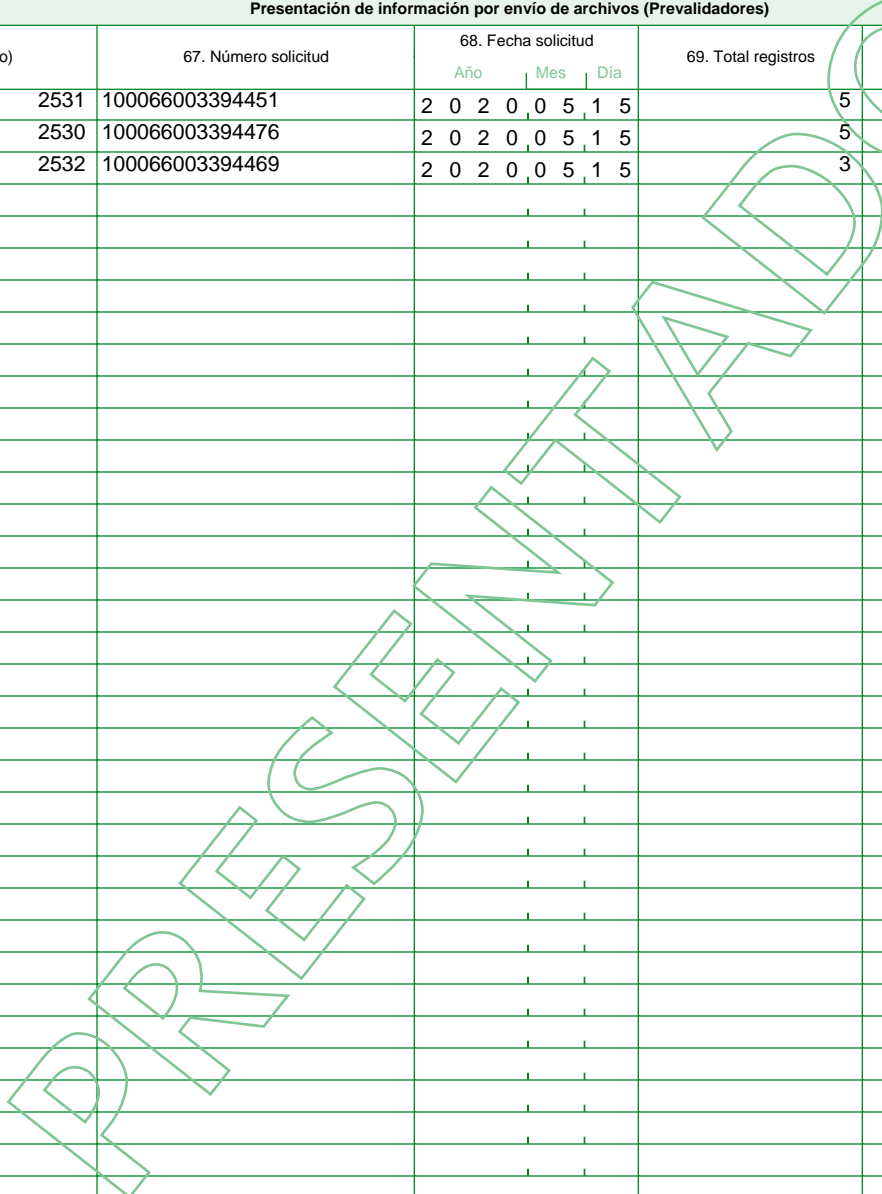 Presentación de información por envío de archivos (Prevalidadores)
o) 67. Número solicitud 68. Fecha solicitud 69. Total registros
Año Mes Día
2531 100066003394451 2 0 2 0 0 5 1 5 5
2530 100066003394476 2 0 2 0 0 5 1 5 5
2532 100066003394469 2 0 2 0 0 5 1 5 3
PRESENTADO